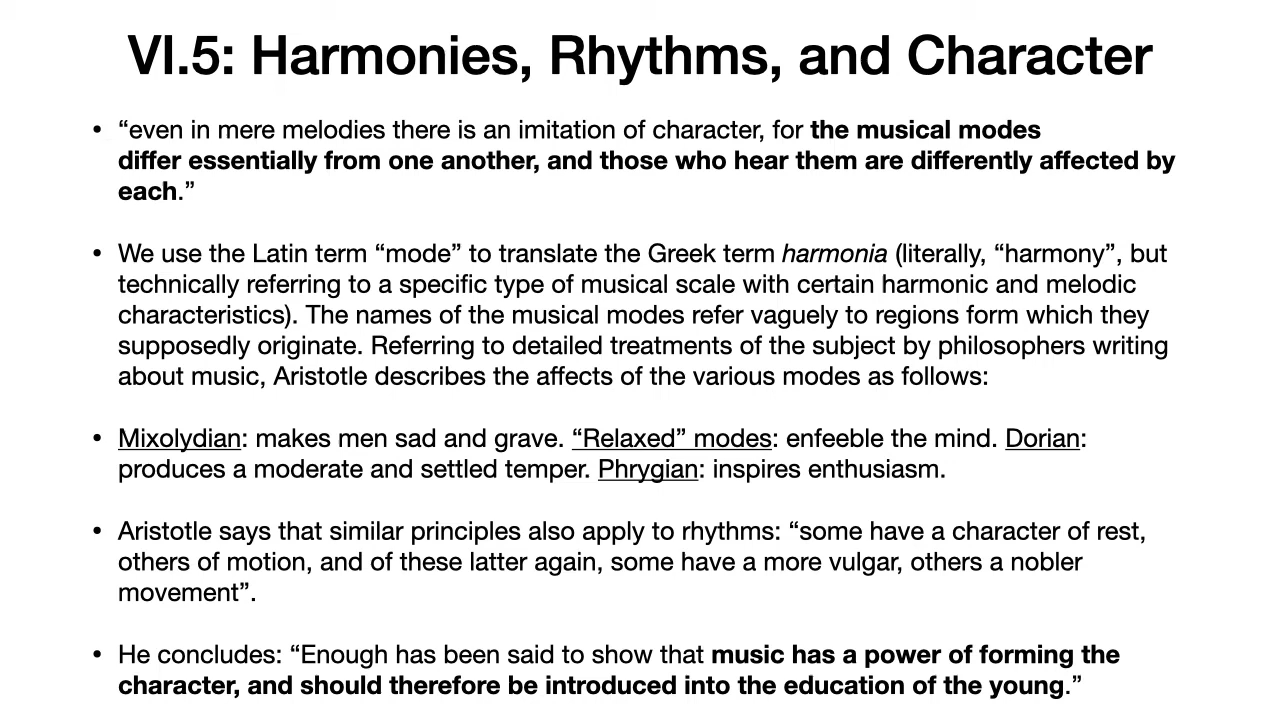 VI.5: Harmonies, Rhythms, and Character
• “even in mere melodies there is an imitation of character, for the musical modes
differ essentially from one another, and those who hear them are differently affected by
each.”
• We use the Latin term “mode” to translate the Greek term harmonia (literally, “harmony”, but
technically referring to a specific type of musical scale with certain harmonic and melodic
characteristics). The names of the musical modes refer vaguely to regions form which they
supposedly originate. Referring to detailed treatments of the subject by philosophers writing
about music, Aristotle describes the affects of the various modes as follows:
• Mixolydian: makes men sad and grave. “Relaxed” modes: enfeeble the mind. Dorian:
produces a moderate and settled temper. Phrygian: inspires enthusiasm.
• Aristotle says that similar principles also apply to rhythms: “some have a character of rest,
others of motion, and of these latter again, some have a more vulgar, others a nobler
movement”.
• He concludes: “Enough has been said to show that music has a power of forming the
character, and should therefore be introduced into the education of the young.”